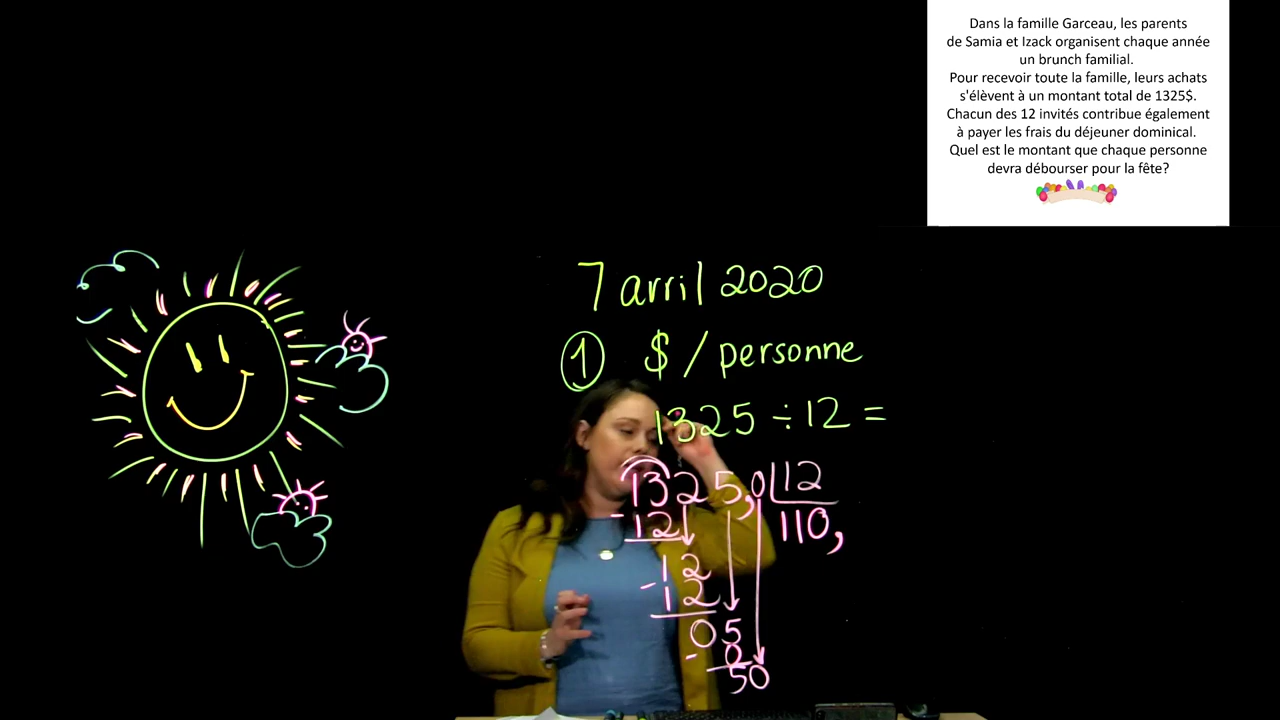 Dans la famille Garceau, les parents
de Samia et Izack organisent chaque année
un brunch familial.
Pour recevoir toute la famille, leurs achats
s'élèvent à un montant total de 1325$.
Chacun des 12 invités contribue également
à payer les frais du déjeuner dominical.
Quel est le montant que chaque personne
devra débourser pour la fête?
7 avril 2020
① $ / personne
1325 ÷ 12 =
1325,0 12
- 12 110,
12
- 12
05
- 0
50